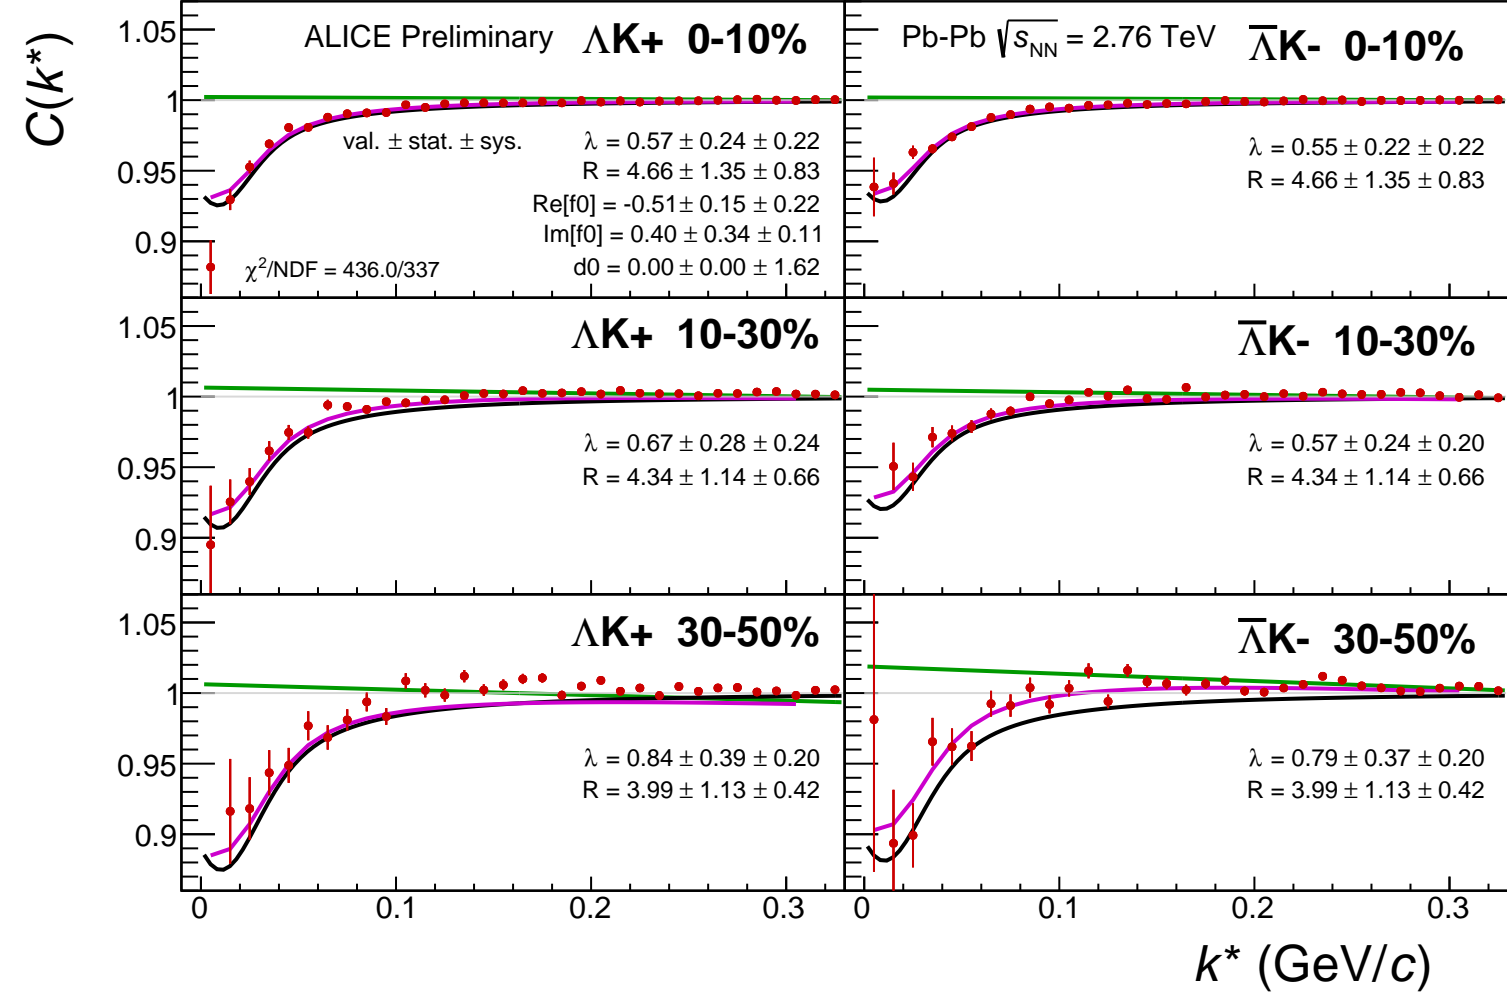 C(k*)
ALICE Preliminary ΛK+ 0-10%
1.05
1
0.95
0.9
val. ± stat. ± sys.
λ = 0.57 ± 0.24 ± 0.22
R = 4.66 ± 1.35 ± 0.83
Re[f0] = -0.51 ± 0.15 ± 0.22
Im[f0] = 0.40 ± 0.34 ± 0.11
d0 = 0.00 ± 0.00 ± 1.62
χ²/NDF = 436.0/337
Pb-Pb √s_NN = 2.76 TeV Λ̅K- 0-10%
λ = 0.55 ± 0.22 ± 0.22
R = 4.66 ± 1.35 ± 0.83
ΛK+ 10-30%
1.05
1
0.95
0.9
λ = 0.67 ± 0.28 ± 0.24
R = 4.34 ± 1.14 ± 0.66
Λ̅K- 10-30%
λ = 0.57 ± 0.24 ± 0.20
R = 4.34 ± 1.14 ± 0.66
ΛK+ 30-50%
1.05
1
0.95
0.9
λ = 0.84 ± 0.39 ± 0.20
R = 3.99 ± 1.13 ± 0.42
Λ̅K- 30-50%
λ = 0.79 ± 0.37 ± 0.20
R = 3.99 ± 1.13 ± 0.42
0 0.1 0.2 0.3 0 0.1 0.2 0.3
k* (GeV/c)